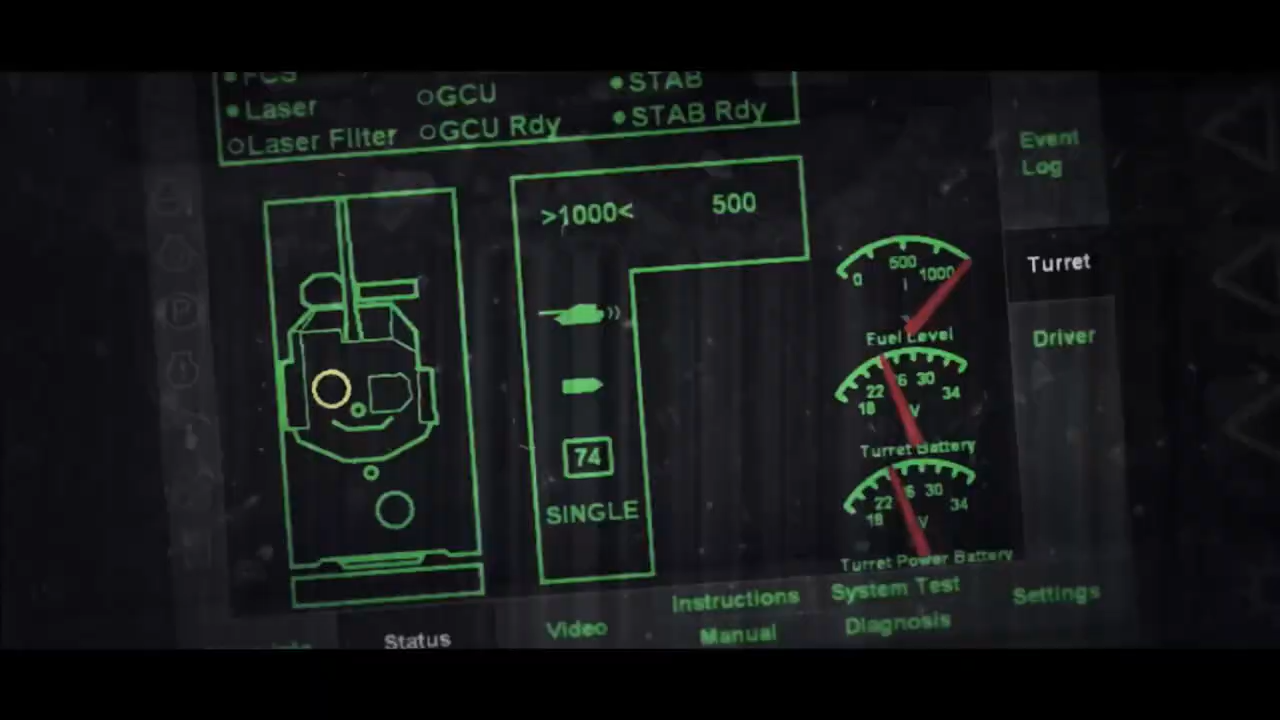 FCS
Laser
Laser Filter
GCU
GCU Rdy
STAB
STAB Rdy
Event
Log
>1000<
500
Turret
0
500
1000
Fuel Level
Driver
18
22
30
34
V
Turret Battery
74
SINGLE
18
22
30
34
V
Turret Power Battery
P
Status
Video
Instructions
Manual
System Test
Diagnosis
Settings